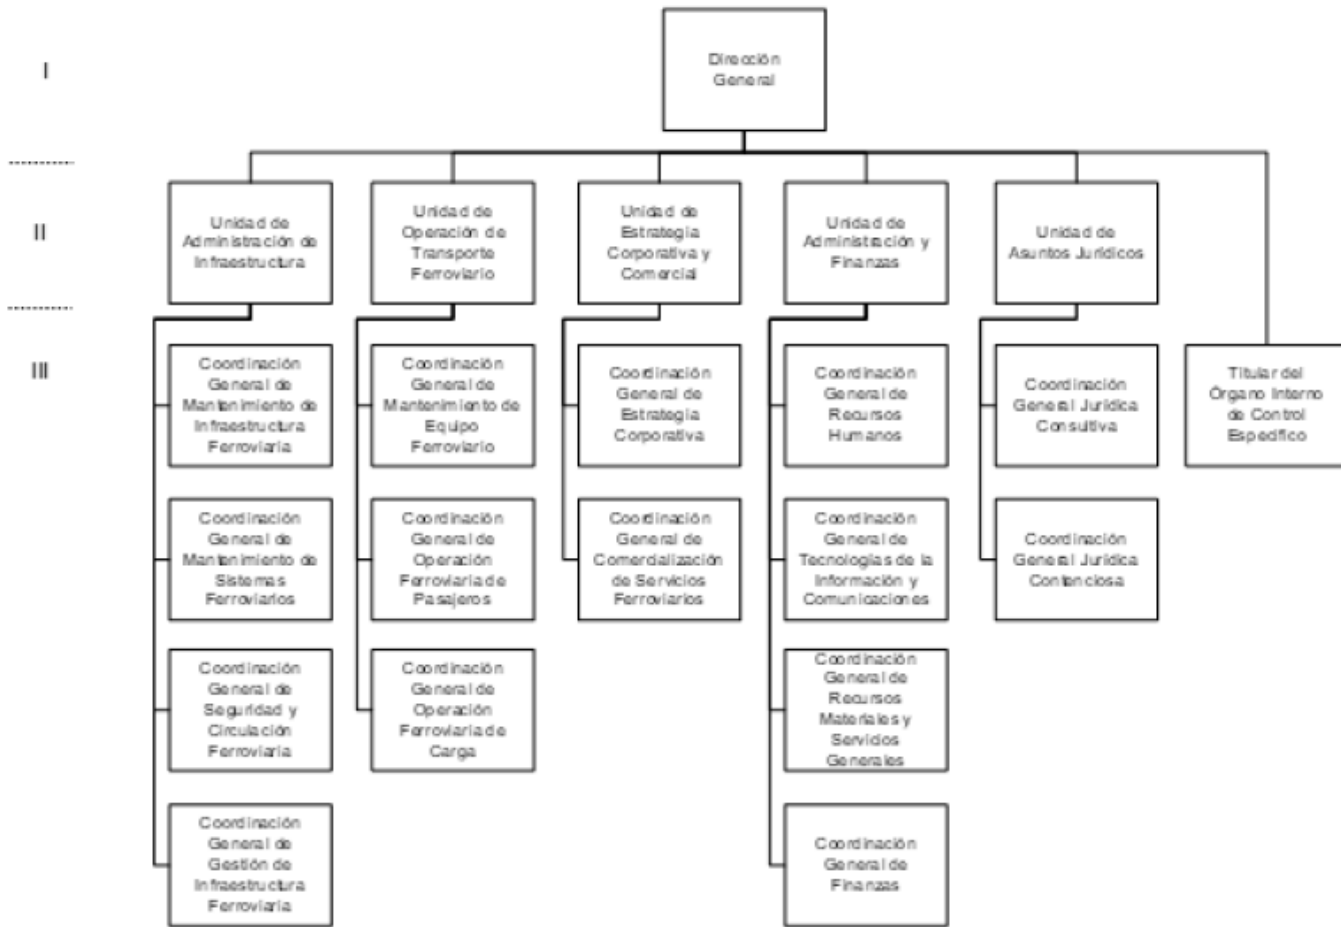 I
Dirección
General
II
Unidad de
Administración de
Infraestructura
Unidad de
Operación de
Transporte
Ferroviario
Unidad de
Estrategia
Corporativa y
Comercial
Unidad de
Administración y
Finanzas
Unidad de
Asuntos Jurídicos
III
Coordinación
General de
Mantenimiento de
Infraestructura
Ferroviaria
Coordinación
General de
Mantenimiento de
Equipo
Ferroviario
Coordinación
General de
Estrategia
Corporativa
Coordinación
General de
Recursos
Humanos
Coordinación
General Jurídica
Consultiva
Titular del
Órgano Interno
de Control
Específico
Coordinación
General de
Mantenimiento de
Sistemas
Ferroviarios
Coordinación
General de
Operación
Ferroviaria de
Pasajeros
Coordinación
General de
Comercialización
de Servicios
Ferroviarios
Coordinación
General de
Tecnologías de la
Información y
Comunicaciones
Coordinación
General Jurídica
Contenciosa
Coordinación
General de
Seguridad y
Circulación
Ferroviaria
Coordinación
General de
Operación
Ferroviaria de
Carga
Coordinación
General de
Recursos
Materiales y
Servicios
Generales
Coordinación
General de
Gestión de
Infraestructura
Ferroviaria
Coordinación
General de
Finanzas